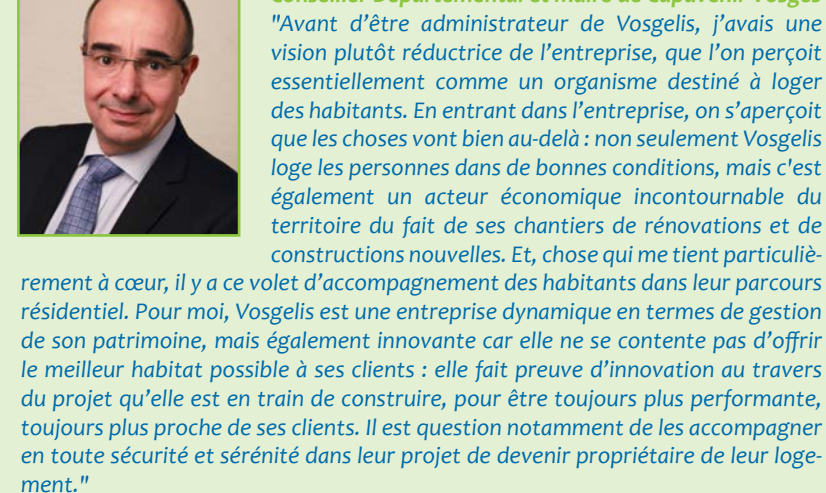 Conseiller Départemental et Maire de Capavenir Vosges
"Avant d’être administrateur de Vosgelis, j’avais une
vision plutôt réductrice de l’entreprise, que l’on perçoit
essentiellement comme un organisme destiné à loger
des habitants. En entrant dans l’entreprise, on s’aperçoit
que les choses vont bien au-delà : non seulement Vosgelis
loge les personnes dans de bonnes conditions, mais c'est
également un acteur économique incontournable du
territoire du fait de ses chantiers de rénovations et de
constructions nouvelles. Et, chose qui me tient particuliè-
rement à cœur, il y a ce volet d’accompagnement des habitants dans leur parcours
résidentiel. Pour moi, Vosgelis est une entreprise dynamique en termes de gestion
de son patrimoine, mais également innovante car elle ne se contente pas d’offrir
le meilleur habitat possible à ses clients : elle fait preuve d’innovation au travers
du projet qu’elle est en train de construire, pour être toujours plus performante,
toujours plus proche de ses clients. Il est question notamment de les accompagner
en toute sécurité et sérénité dans leur projet de devenir propriétaire de leur loge-
ment."